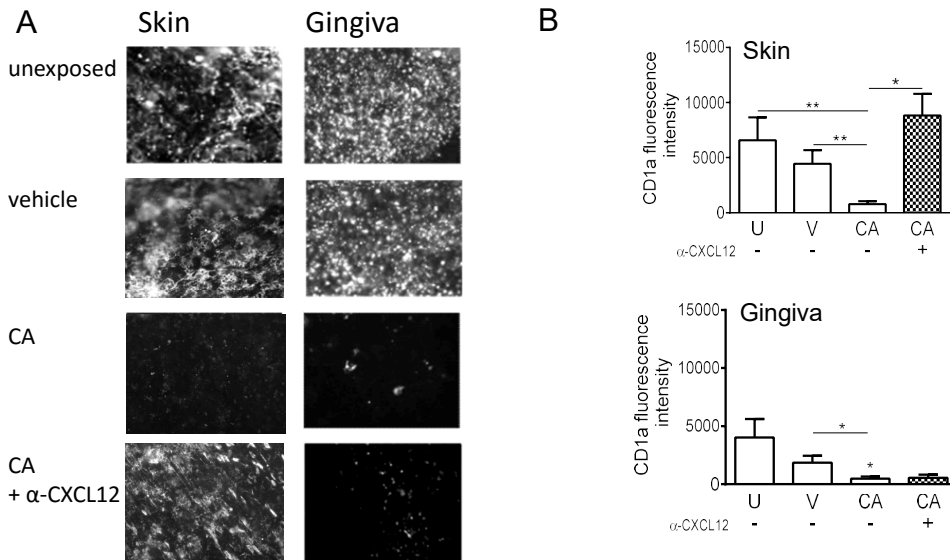 A
Skin Gingiva
unexposed
vehicle
CA
CA
+ α-CXCL12
B
Skin
CD1a fluorescence
intensity
15000
10000
5000
0
**
**
*
U V CA CA
α-CXCL12 - - - +
Gingiva
CD1a fluorescence
intensity
15000
10000
5000
0
*
*
U V CA CA
α-CXCL12 - - - +